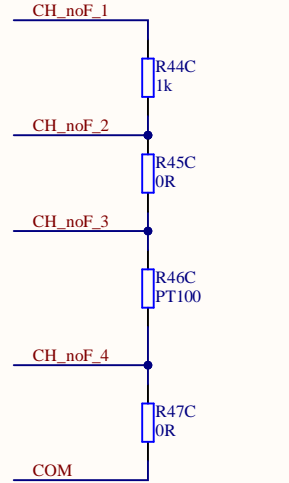 CH_noF_1
R44C
1k
CH_noF_2
R45C
0R
CH_noF_3
R46C
PT100
CH_noF_4
R47C
0R
COM